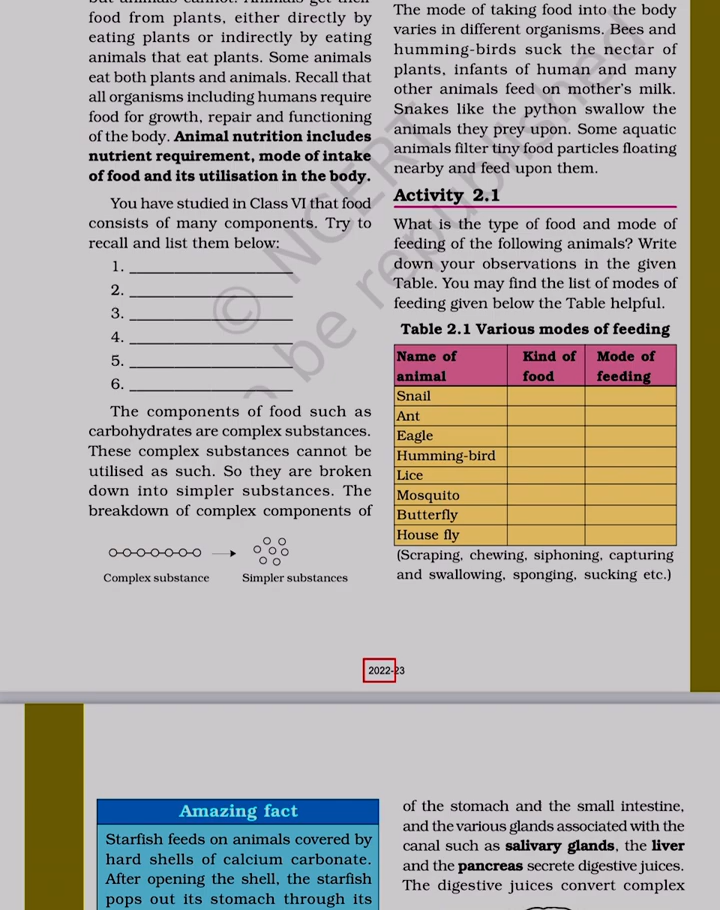 food from plants, either directly by
eating plants or indirectly by eating
animals that eat plants. Some animals
eat both plants and animals. Recall that
all organisms including humans require
food for growth, repair and functioning
of the body. Animal nutrition includes
nutrient requirement, mode of intake
of food and its utilisation in the body.
You have studied in Class VI that food
consists of many components. Try to
recall and list them below:
1.
2.
3.
4.
5.
6.
The components of food such as
carbohydrates are complex substances.
These complex substances cannot be
utilised as such. So they are broken
down into simpler substances. The
breakdown of complex components of
Complex substance Simpler substances
The mode of taking food into the body
varies in different organisms. Bees and
humming-birds suck the nectar of
plants, infants of human and many
other animals feed on mother's milk.
Snakes like the python swallow the
animals they prey upon. Some aquatic
animals filter tiny food particles floating
nearby and feed upon them.
Activity 2.1
What is the type of food and mode of
feeding of the following animals? Write
down your observations in the given
Table. You may find the list of modes of
feeding given below the Table helpful.
Table 2.1 Various modes of feeding
Name of Kind of Mode of
animal food feeding
Snail
Ant
Eagle
Humming-bird
Lice
Mosquito
Butterfly
House fly
(Scraping, chewing, siphoning, capturing
and swallowing, sponging, sucking etc.)
© NCERT
be republished
2022-23
Amazing fact
Starfish feeds on animals covered by
hard shells of calcium carbonate.
After opening the shell, the starfish
pops out its stomach through its
of the stomach and the small intestine,
and the various glands associated with the
canal such as salivary glands, the liver
and the pancreas secrete digestive juices.
The digestive juices convert complex